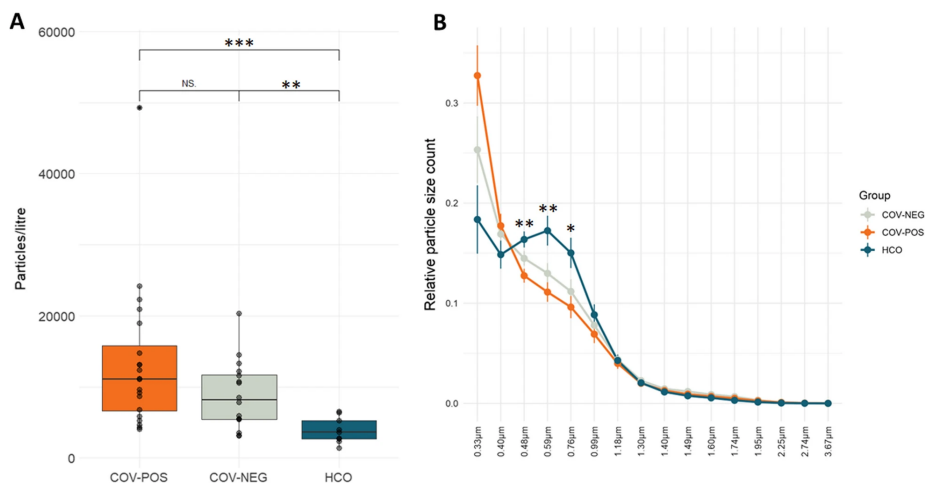 A
60000
40000
20000
0
Particles/litre
***
NS.
**
COV-POS
COV-NEG
HCO
B
0.3
0.2
0.1
0.0
Relative particle size count
**
**
*
0.33µm
0.40µm
0.48µm
0.59µm
0.76µm
0.99µm
1.18µm
1.30µm
1.40µm
1.49µm
1.60µm
1.74µm
1.95µm
2.25µm
2.74µm
3.67µm
Group
COV-NEG
COV-POS
HCO